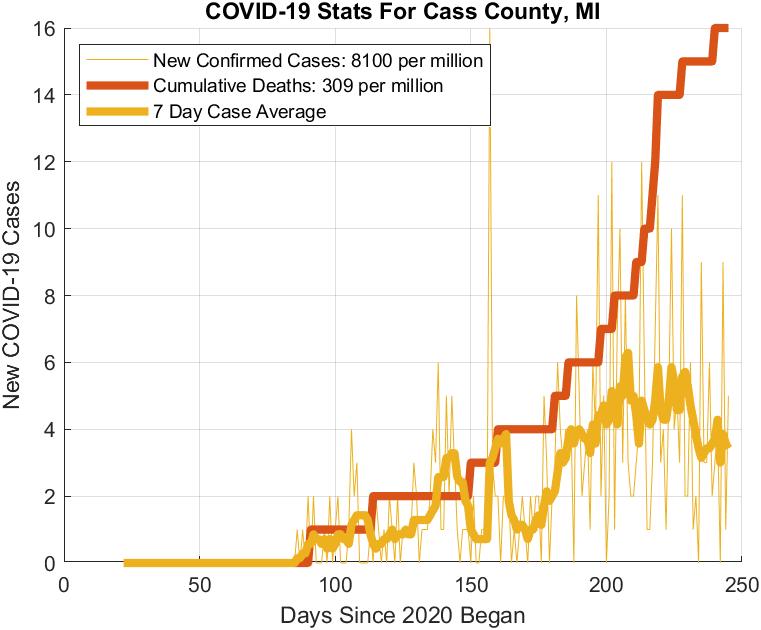 COVID-19 Stats For Cass County, MI
New Confirmed Cases: 8100 per million
Cumulative Deaths: 309 per million
7 Day Case Average
New COVID-19 Cases
16
14
12
10
8
6
4
2
0
0 50 100 150 200 250
Days Since 2020 Began